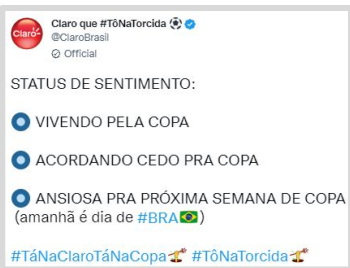 Claro-
Claro que #TôNaTorcida ⚽
@ClaroBrasil
Official
STATUS DE SENTIMENTO:
🔘 VIVENDO PELA COPA
🔘 ACORDANDO CEDO PRA COPA
🔘 ANSIOSA PRA PRÓXIMA SEMANA DE COPA
(amanhã é dia de #BRA🇧🇷)
#TáNaClaroTáNaCopa🏆 #TôNaTorcida🏆